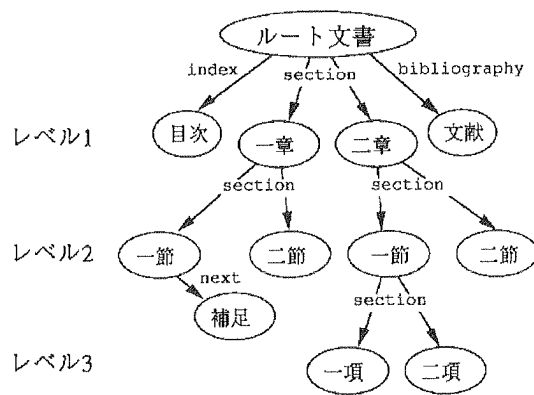 ルート文書
index section bibliography
レベル1 目次 一章 二章 文献
section section
レベル2 一節 二節 一節 二節
next
補足 section
レベル3 一項 二項